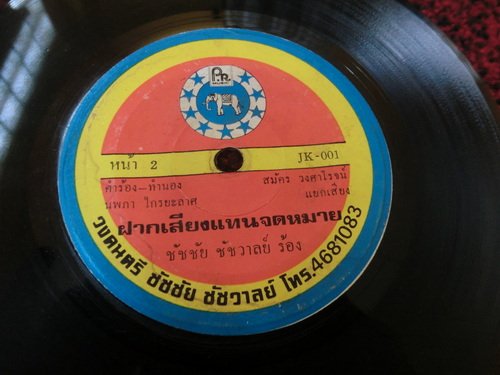 PR
หน้า 2
JK-001
คำร้อง-ทำนอง
สมัคร วงศาโรจน์
นพภา ไกรยะลาศ
แยกเสียง
ฝากเสียงแทนจดหมาย
ชัชชัย ชัชวาลย์ ร้อง
วงดนตรี ชัชชัย ชัชวาลย์ โทร.4681083